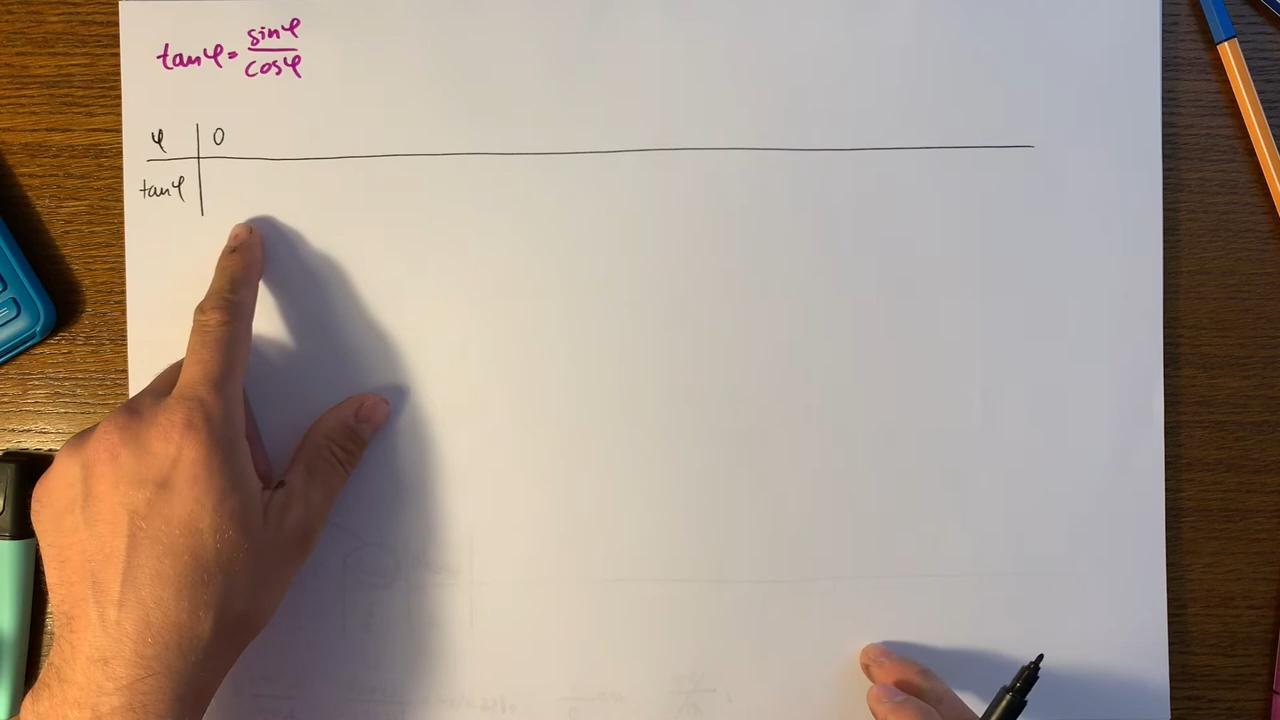 tanφ = sinφ / cosφ
φ | 0
tanφ |